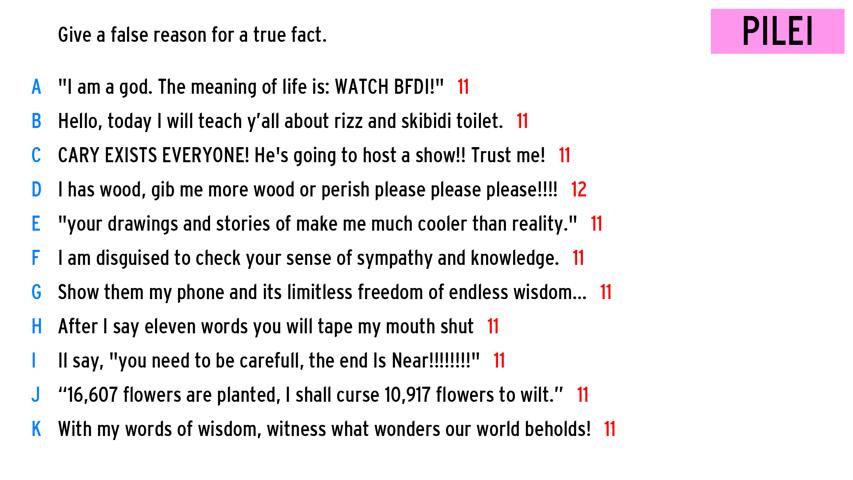 Give a false reason for a true fact.
PILEI
A "I am a god. The meaning of life is: WATCH BFDI!" 11
B Hello, today I will teach y'all about rizz and skibidi toilet. 11
C CARY EXISTS EVERYONE! He's going to host a show!! Trust me! 11
D I has wood, gib me more wood or perish please please please!!!! 12
E "your drawings and stories of make me much cooler than reality." 11
F I am disguised to check your sense of sympathy and knowledge. 11
G Show them my phone and its limitless freedom of endless wisdom... 11
H After I say eleven words you will tape my mouth shut 11
I Il say, "you need to be carefull, the end Is Near!!!!!!!!" 11
J “16,607 flowers are planted, I shall curse 10,917 flowers to wilt.” 11
K With my words of wisdom, witness what wonders our world beholds! 11